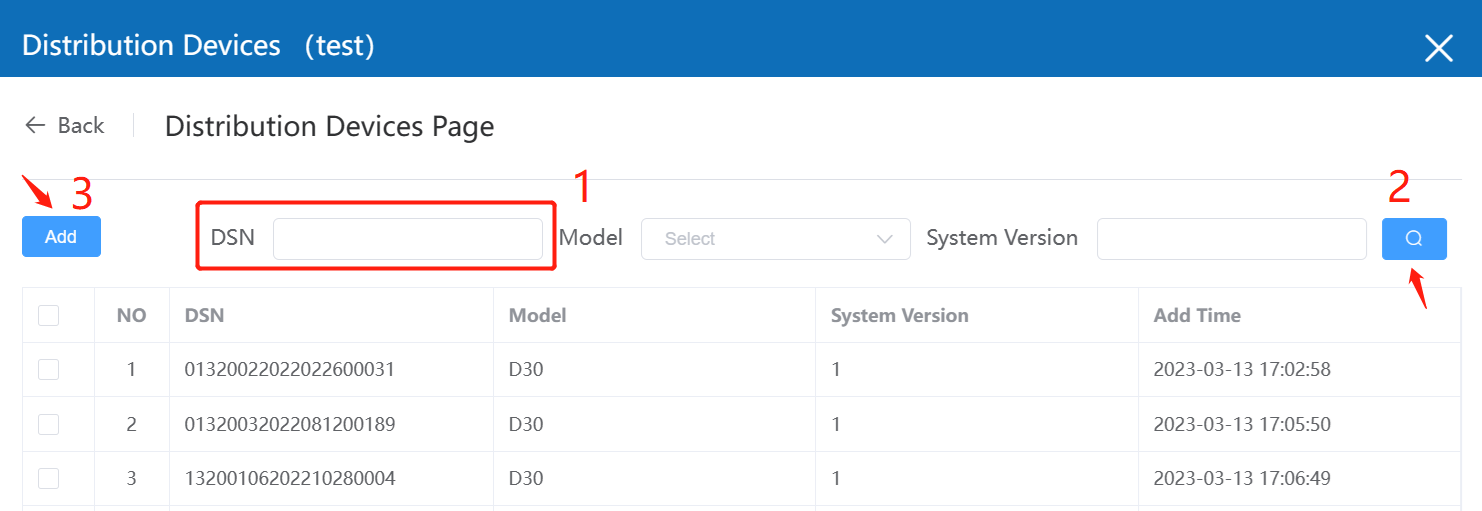 Distribution Devices （test）
Back
Distribution Devices Page
3 1 2
Add DSN Model Select System Version
NO DSN Model System Version Add Time
1 01320022022022600031 D30 1 2023-03-13 17:02:58
2 01320032022081200189 D30 1 2023-03-13 17:05:50
3 13200106202210280004 D30 1 2023-03-13 17:06:49